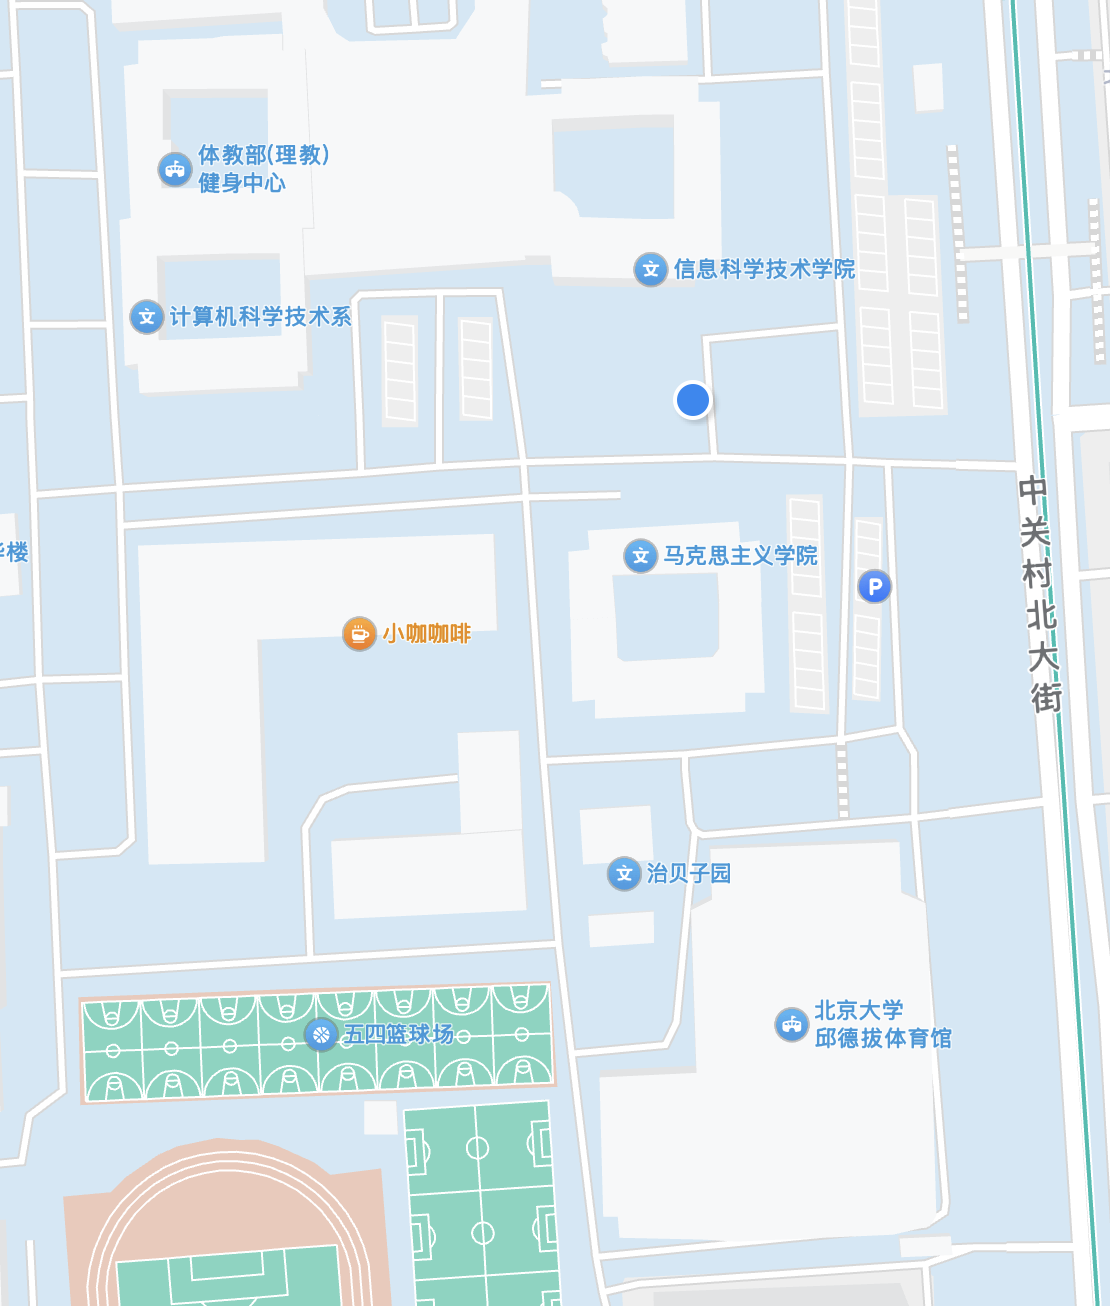 体教部(理教)
健身中心
信息科学技术学院
计算机科学技术系
中关村北大街
楼
马克思主义学院
P
小咖咖啡
治贝子园
北京大学
邱德拔体育馆
五四篮球场